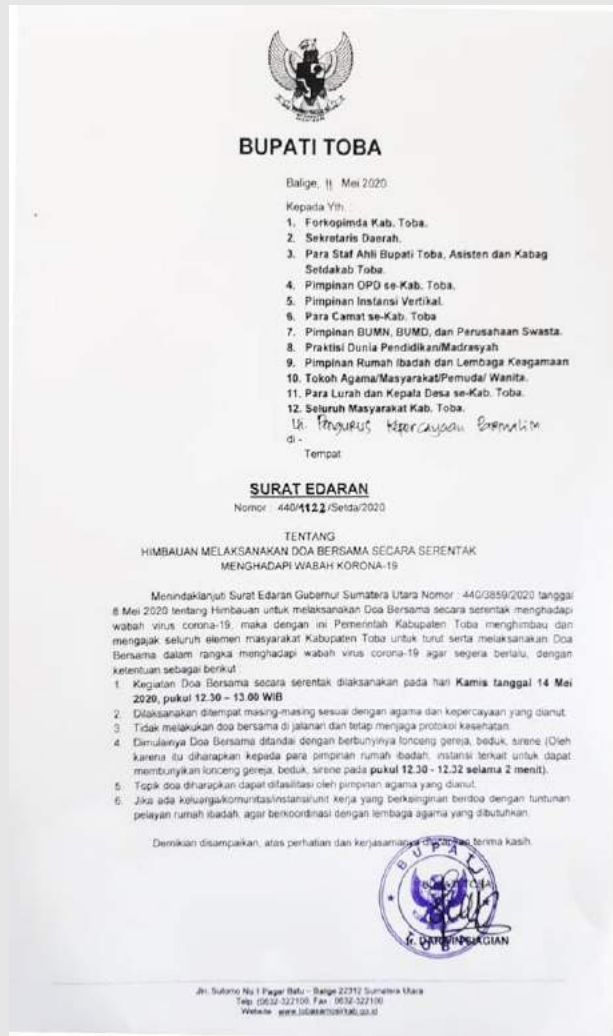 BUPATI TOBA
Balige, 11 Mei 2020
Kepada Yth :
1. Forkopimda Kab. Toba.
2. Sekretaris Daerah.
3. Para Staf Ahli Bupati Toba, Asisten dan Kabag
Setdakab Toba.
4. Pimpinan OPD se-Kab. Toba.
5. Pimpinan Instansi Vertikal.
6. Para Camat se-Kab. Toba
7. Pimpinan BUMN, BUMD, dan Perusahaan Swasta.
8. Praktisi Dunia Pendidikan/Madrasyah
9. Pimpinan Rumah Ibadah dan Lembaga Keagamaan
10. Tokoh Agama/Masyarakat/Pemuda/ Wanita.
11. Para Lurah dan Kepala Desa se-Kab. Toba.
12. Seluruh Masyarakat Kab. Toba.
Pengurus Kepercayaan Parmalim
di -
Tempat
SURAT EDARAN
Nomor : 440/1122/Setda/2020
TENTANG
HIMBAUAN MELAKSANAKAN DOA BERSAMA SECARA SERENTAK
MENGHADAPI WABAH KORONA-19
Menindaklanjuti Surat Edaran Gubernur Sumatera Utara Nomor : 440/3859/2020 tanggal
8 Mei 2020 tentang Himbauan untuk melaksanakan Doa Bersama secara serentak menghadapi
wabah virus corona-19, maka dengan ini Pemerintah Kabupaten Toba menghimbau dan
mengajak seluruh elemen masyarakat Kabupaten Toba untuk turut serta melaksanakan Doa
Bersama dalam rangka menghadapi wabah virus corona-19 agar segera berlalu, dengan
ketentuan sebagai berikut :
1. Kegiatan Doa Bersama secara serentak dilaksanakan pada hari Kamis tanggal 14 Mei
2020, pukul 12.30 – 13.00 WIB
2. Dilaksanakan ditempat masing-masing sesuai dengan agama dan kepercayaan yang dianut.
3. Tidak melakukan doa bersama di jalanan dan tetap menjaga protokol kesehatan.
4. Dimulainya Doa Bersama ditandai dengan berbunyinya lonceng gereja, beduk, sirene (Oleh
karena itu diharapkan kepada para pimpinan rumah ibadah, instansi terkait untuk dapat
membunyikan lonceng gereja, beduk, sirene pada pukul 12.30 - 12.32 selama 2 menit).
5. Topik doa diharapkan dapat difasilitasi oleh pimpinan agama yang dianut.
6. Jika ada keluarga/komunitas/instansi/unit kerja yang berkeinginan berdoa dengan tuntunan
pelayan rumah ibadah, agar berkoordinasi dengan lembaga agama yang dibutuhkan.
Demikian disampaikan, atas perhatian dan kerjasamanya diucapkan terima kasih.
BUPATI TOBA
Ir. DARWIN SIAGIAN
Jln. Sutomo No 1 Pagar Batu – Balige 22312 Sumatera Utara
Telp. (0632-322100, Fax : 0632-322100
Website : www.tobasamosirkab.go.id